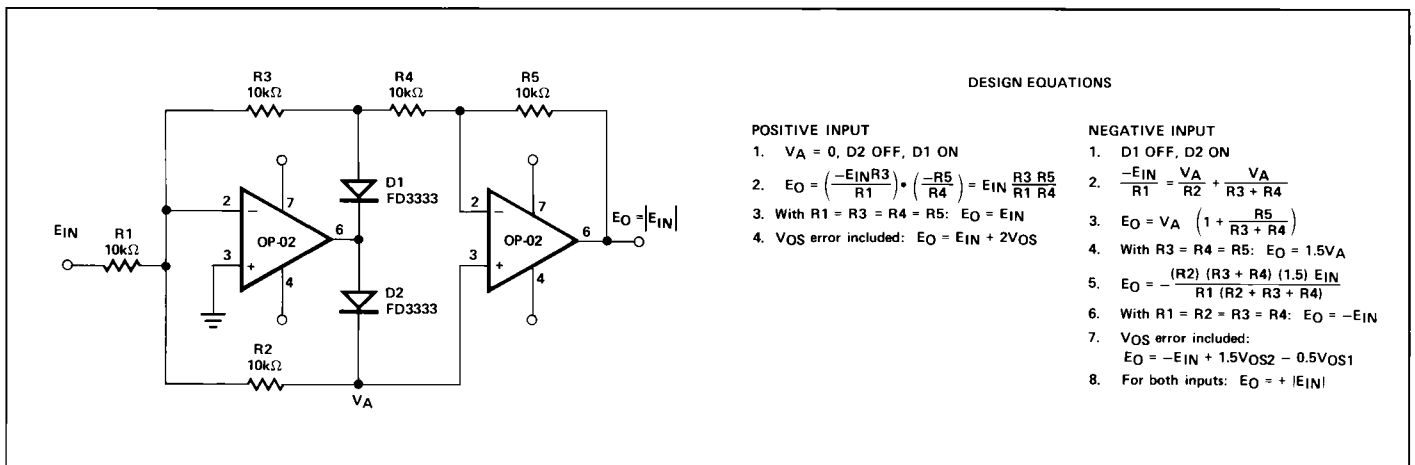 R3
10kΩ
R4
10kΩ
R5
10kΩ
D1
FD3333
2
7
OP-02
6
3
4
EIN
R1
10kΩ
D2
FD3333
2
7
OP-02
6
3
4
EO = |EIN|
R2
10kΩ
VA
DESIGN EQUATIONS
POSITIVE INPUT
1. VA = 0, D2 OFF, D1 ON
2. EO = (-EINR3 / R1) • (-R5 / R4) = EIN R3 R5 / R1 R4
3. With R1 = R3 = R4 = R5: EO = EIN
4. VOS error included: EO = EIN + 2VOS
NEGATIVE INPUT
1. D1 OFF, D2 ON
2. -EIN / R1 = VA / R2 + VA / R3 + R4
3. EO = VA (1 + R5 / R3 + R4)
4. With R3 = R4 = R5: EO = 1.5VA
5. EO = - (R2) (R3 + R4) (1.5) EIN / R1 (R2 + R3 + R4)
6. With R1 = R2 = R3 = R4: EO = -EIN
7. VOS error included:
EO = -EIN + 1.5VOS2 - 0.5VOS1
8. For both inputs: EO = + |EIN|